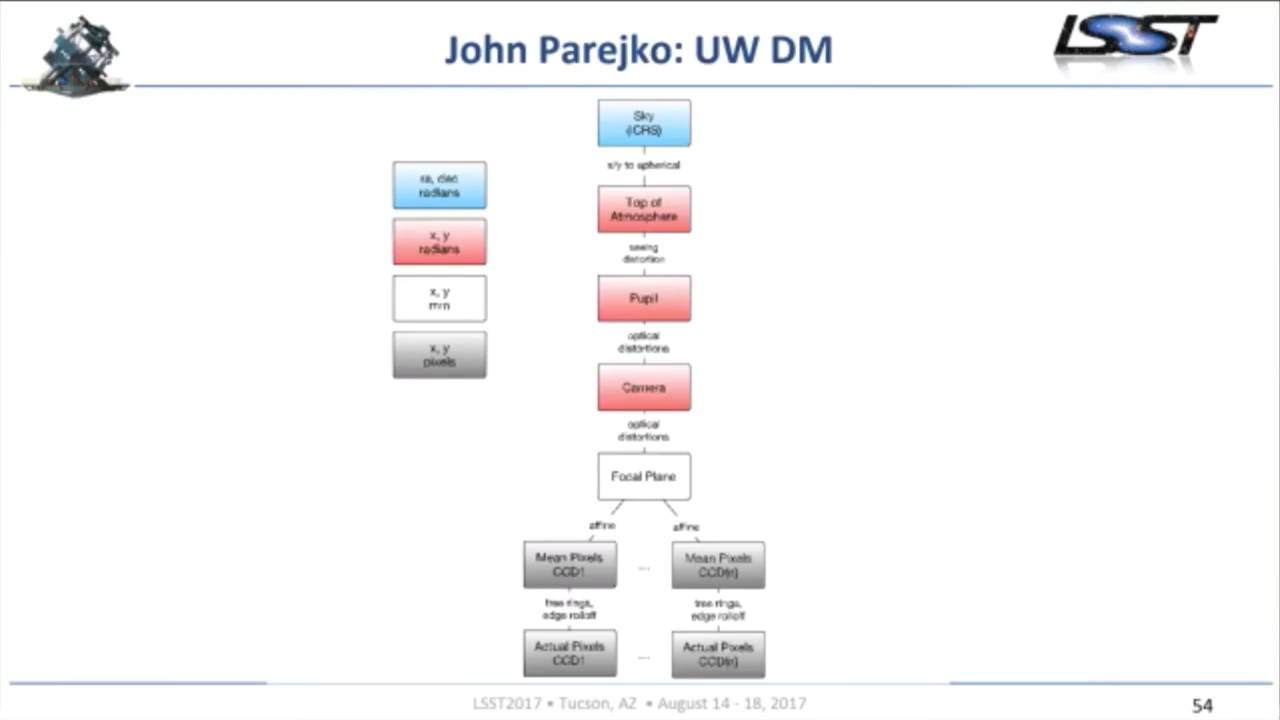 John Parejko: UW DM
LSST
Sky
(ICRS)
x/y to spherical
ra, dec
radians
Top of
Atmosphere
x, y
radians
seeing
distortion
x, y
mm
Pupil
optical
distortions
x, y
pixels
Camera
optical
distortions
Focal Plane
affine
affine
Mean Pixels
CCD1
....
Mean Pixels
CCD(n)
tree rings,
edge rolloff
tree rings,
edge rolloff
Actual Pixels
CCD1
....
Actual Pixels
CCD(n)
LSST2017 • Tucson, AZ • August 14 - 18, 2017
54